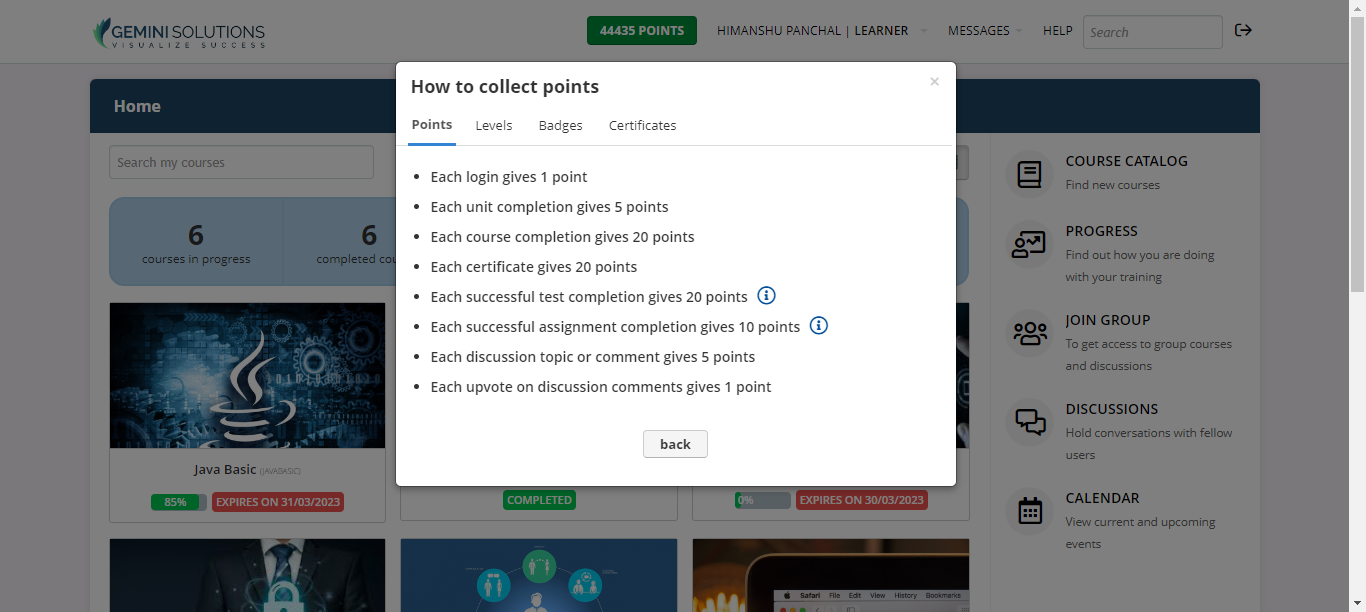 GEMINI SOLUTIONS
VISUALIZE SUCCESS
44435 POINTS
HIMANSHU PANCHAL | LEARNER
MESSAGES
HELP
Search
Home
How to collect points
×
Points
Levels
Badges
Certificates
Search my courses
• Each login gives 1 point
• Each unit completion gives 5 points
• Each course completion gives 20 points
• Each certificate gives 20 points
• Each successful test completion gives 20 points
• Each successful assignment completion gives 10 points
• Each discussion topic or comment gives 5 points
• Each upvote on discussion comments gives 1 point
back
6
courses in progress
6
completed cou
Java Basic (JAVABASIC)
85%
EXPIRES ON 31/03/2023
COMPLETED
0%
EXPIRES ON 30/03/2023
COURSE CATALOG
Find new courses
PROGRESS
Find out how you are doing
with your training
JOIN GROUP
To get access to group courses
and discussions
DISCUSSIONS
Hold conversations with fellow
users
CALENDAR
View current and upcoming
events
Safari File Edit View History Bookmarks